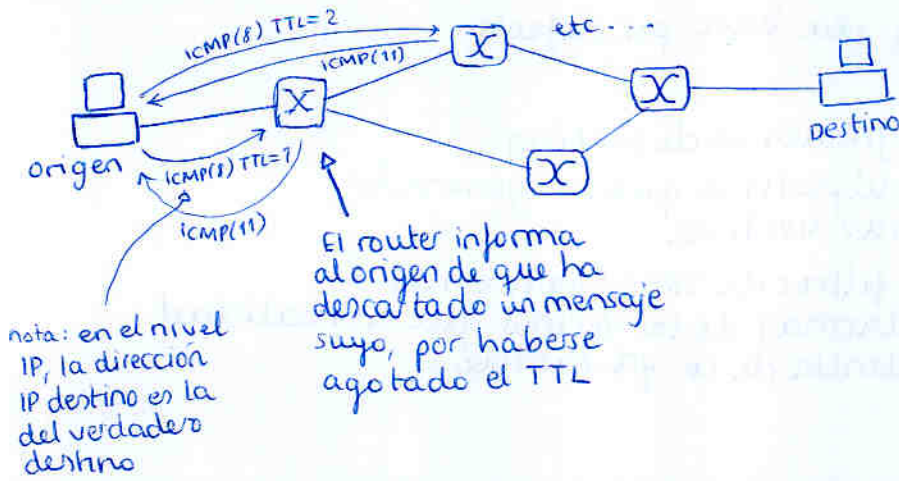 ICMP(8) TTL=2
ICMP(11)
etc....
X
X
X
X
origen
Destino
ICMP(8) TTL=1
ICMP(11)
El router informa
al origen de que ha
descartado un mensaje
suyo, por haberse
agotado el TTL
nota: en el nivel
IP, la dirección
IP destino es la
del verdadero
destino